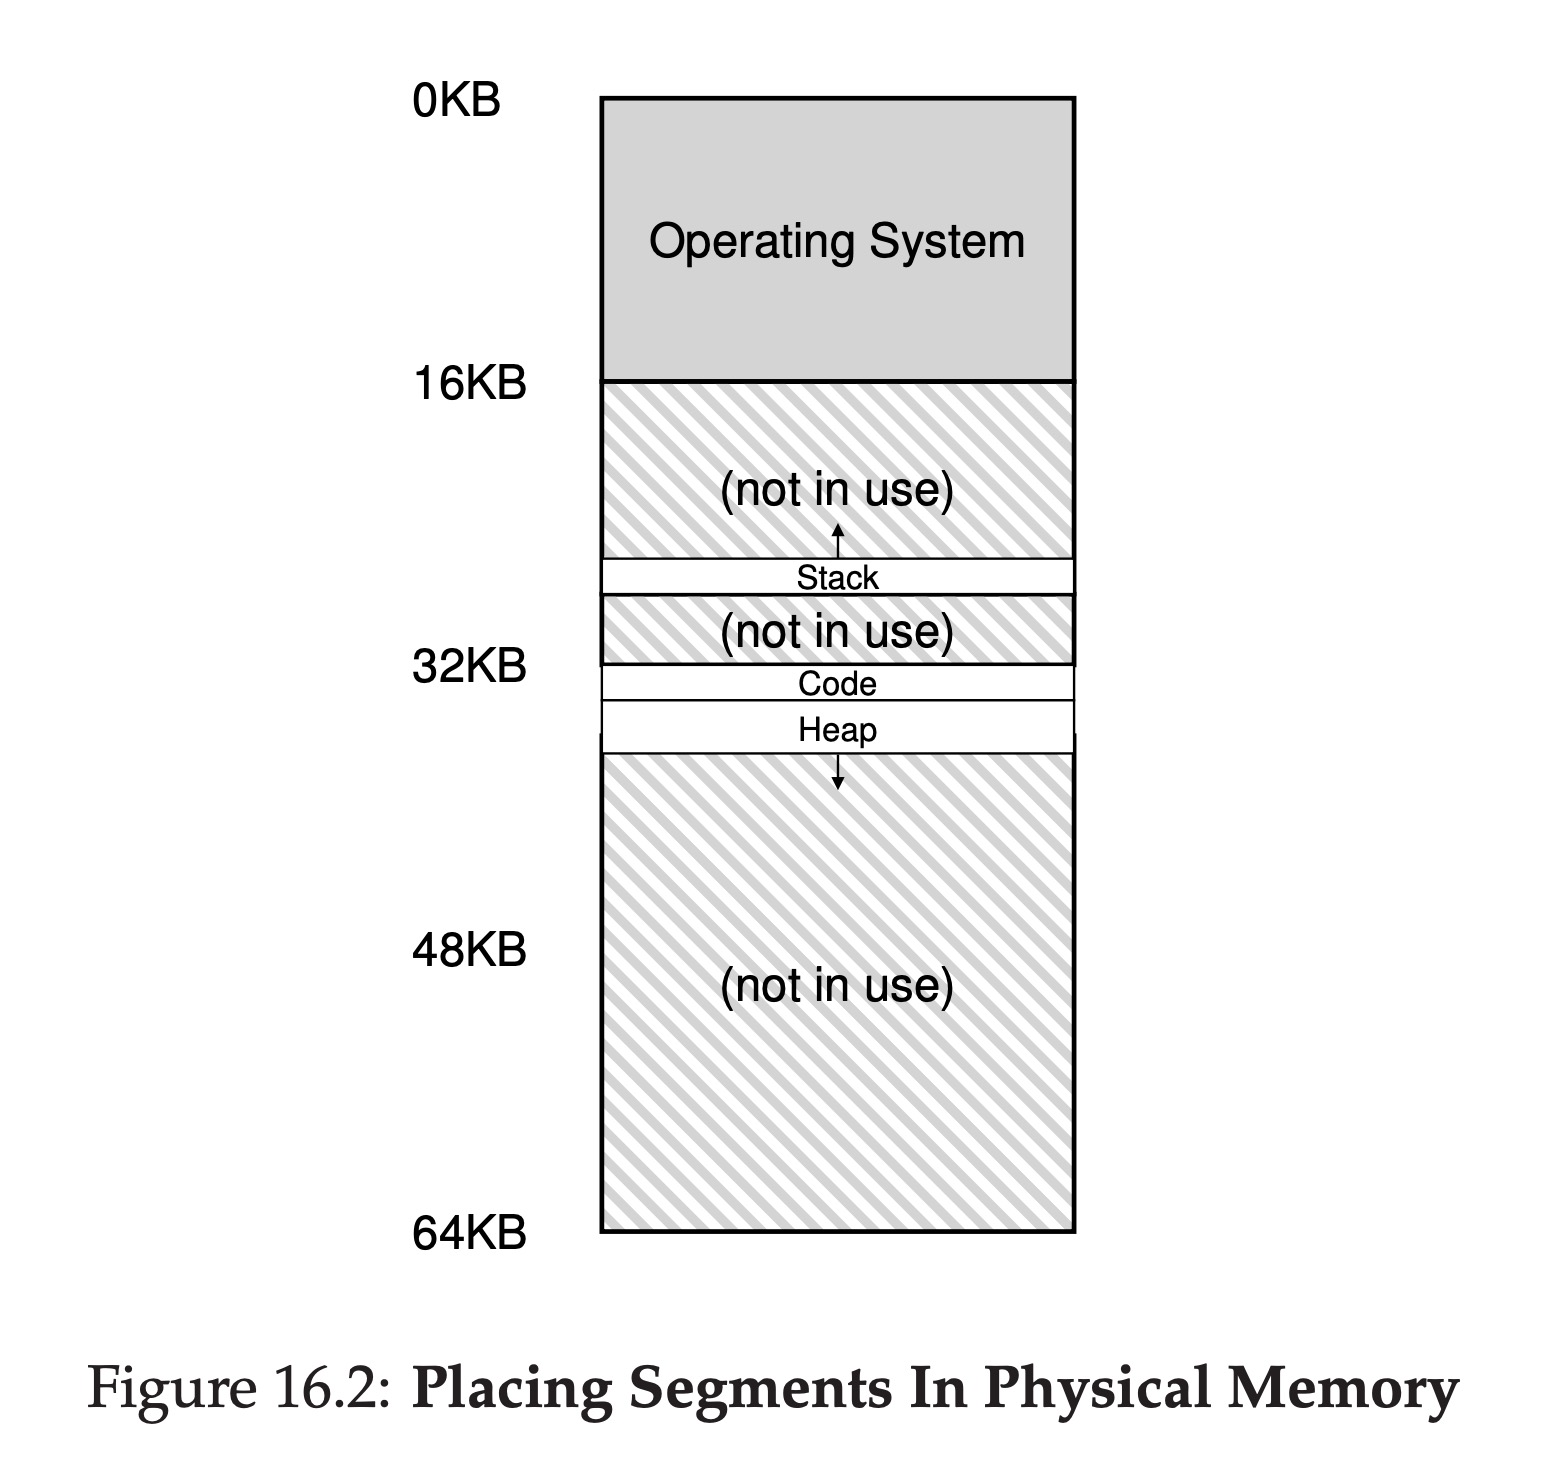 0KB
Operating System
16KB
(not in use)
Stack
(not in use)
32KB
Code
Heap
48KB
(not in use)
64KB
Figure 16.2: Placing Segments In Physical Memory